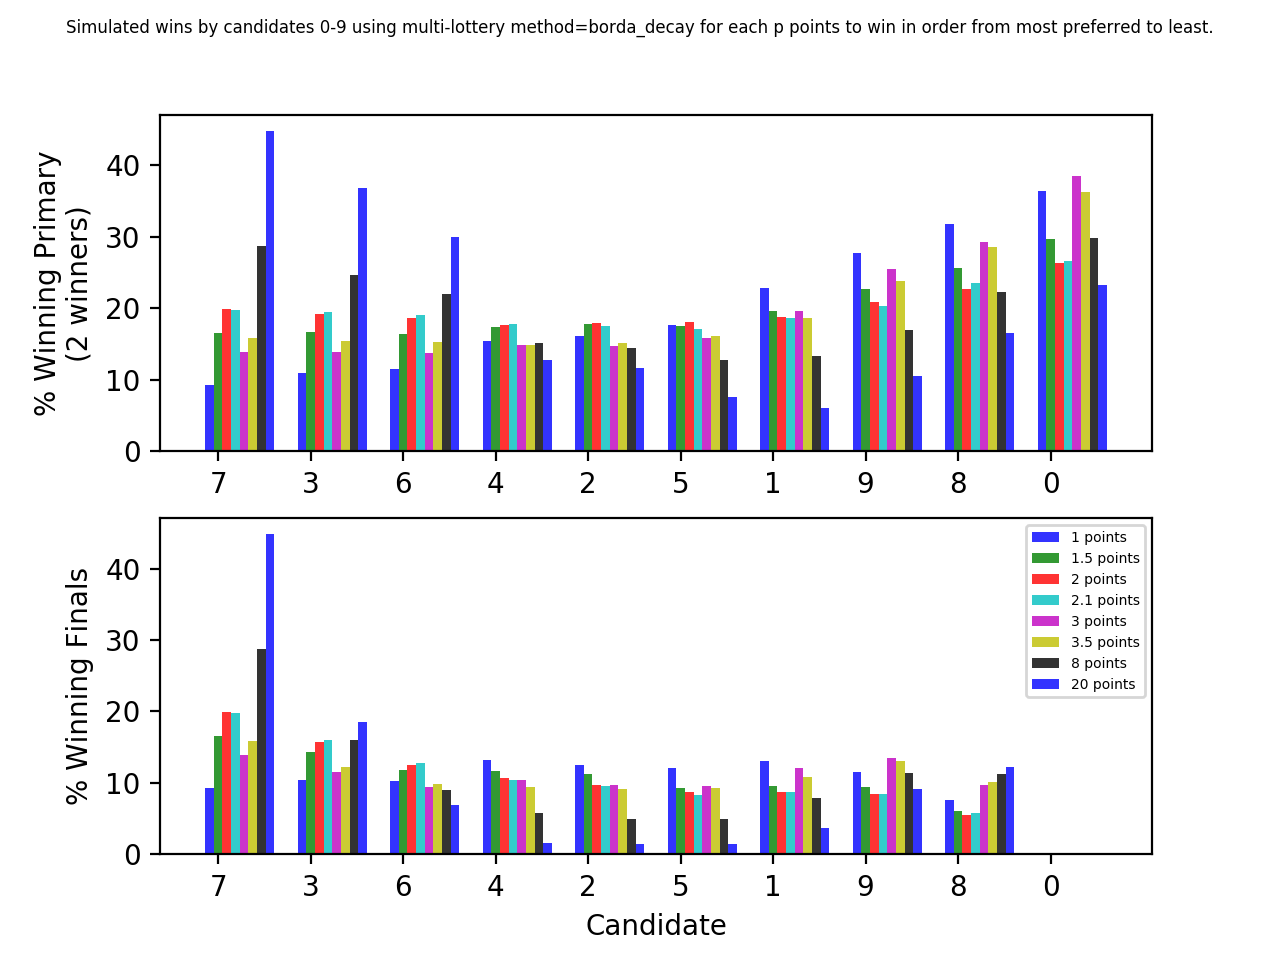 Simulated wins by candidates 0-9 using multi-lottery method=borda_decay for each p points to win in order from most preferred to least.
% Winning Primary
(2 winners)
40
30
20
10
0
7 3 6 4 2 5 1 9 8 0
% Winning Finals
40
30
20
10
0
1 points
1.5 points
2 points
2.1 points
3 points
3.5 points
8 points
20 points
7 3 6 4 2 5 1 9 8 0
Candidate